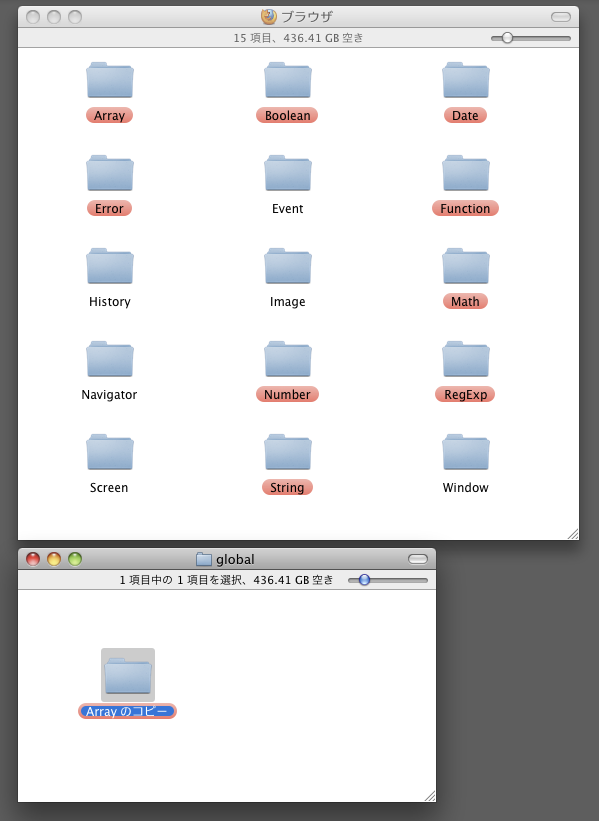 ブラウザ
15 項目、436.41 GB 空き
Array Boolean Date
Error Event Function
History Image Math
Navigator Number RegExp
Screen String Window
global
1 項目中の 1 項目を選択、436.41 GB 空き
Array のコピー